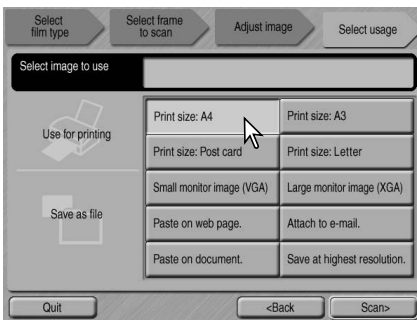 Select
film type
Select frame
to scan
Adjust image
Select usage
Select image to use
Use for printing
Save as file
Print size: A4
Print size: A3
Print size: Post card
Print size: Letter
Small monitor image (VGA)
Large monitor image (XGA)
Paste on web page.
Attach to e-mail.
Paste on document.
Save at highest resolution.
Quit
<Back
Scan>